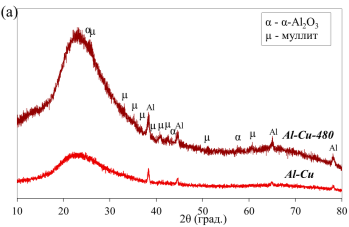 (а)
α - α-Al₂O₃
μ - муллит
α μ
μ μ μ μ μ μ α Al Al μ α μ Al Al
Al-Cu-480
Al-Cu
10 20 30 40 50 60 70 80
2θ (град.)